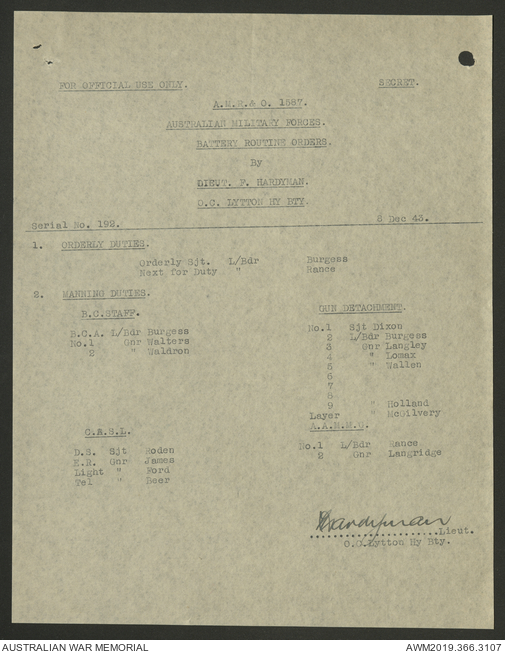 FOR OFFICIAL USE ONLY. SECRET.
A.M.R.& O. 1587.
AUSTRALIAN MILITARY FORCES.
BATTERY ROUTINE ORDERS.
By
LIEUT. F. HARDYMAN.
O.C. LYTTON HY BTY.
Serial No. 192. 8 Dec 43.
1. ORDERLY DUTIES.
Orderly Sjt. L/Bdr Burgess
Next for Duty " Rance
2. MANNING DUTIES.
B.C.STAFF.
B.C.A. L/Bdr Burgess
No.1 Gnr Walters
2 " Waldron
GUN DETACHMENT.
No.1 Sjt Dixon
2 L/Bdr Burgess
3 Gnr Langley
4 " Lomax
5 " Wallen
6
7
8
9 " Holland
Layer " McGilvery
C.A.S.L.
D.S. Sjt Roden
E.R. Gnr James
Light " Ford
Tel " Beer
A.A.M.M.G.
No.1 L/Bdr Rance
2 Gnr Langridge
Hardyman
Lieut.
O.C.Lytton Hy Bty.
AUSTRALIAN WAR MEMORIAL AWM2019.366.3107